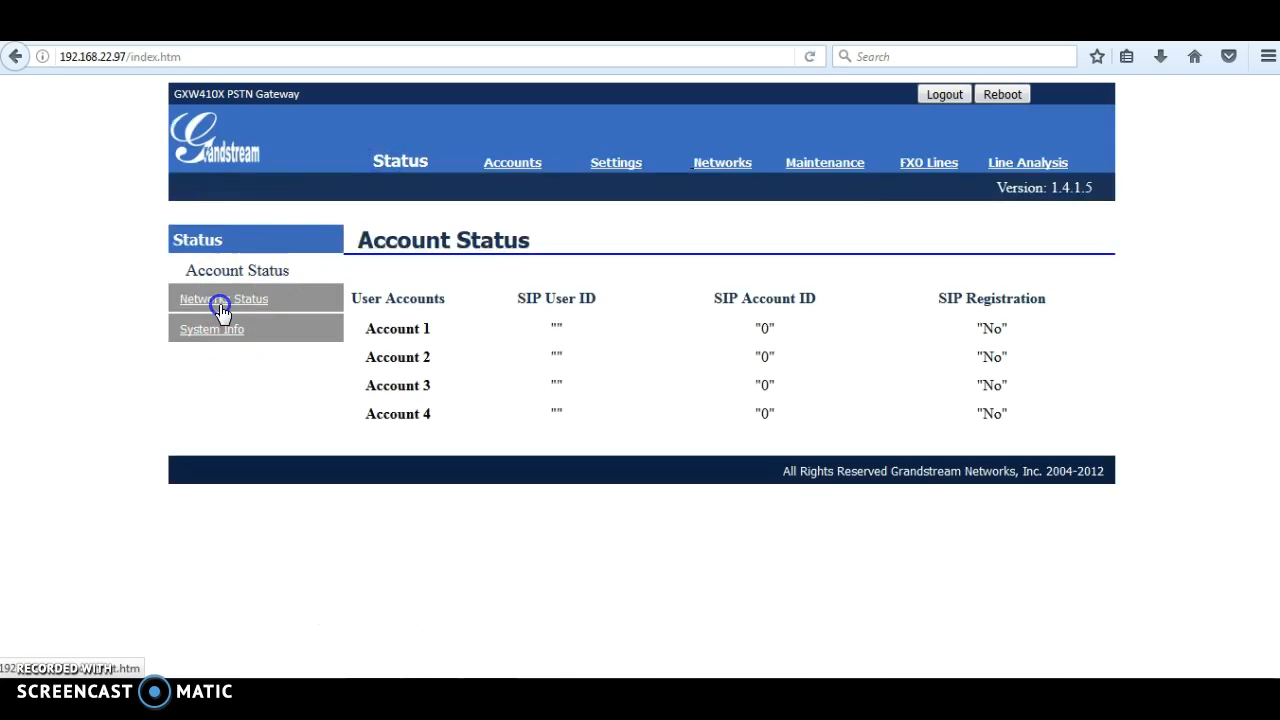 192.168.22.97/index.htm
Search
GXW410X PSTN Gateway
Logout
Reboot
Grandstream
Status
Accounts
Settings
Networks
Maintenance
FXO Lines
Line Analysis
Version: 1.4.1.5
Status
Account Status
Network Status
System Info
Account Status
User Accounts SIP User ID SIP Account ID SIP Registration
Account 1 "" "0" "No"
Account 2 "" "0" "No"
Account 3 "" "0" "No"
Account 4 "" "0" "No"
All Rights Reserved Grandstream Networks, Inc. 2004-2012
RECORDED WITH
SCREENCAST MATIC